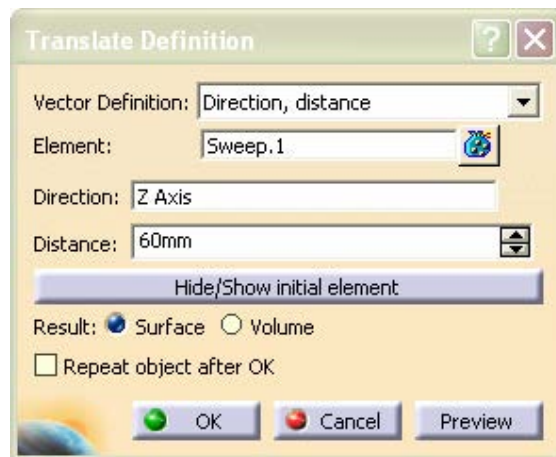 Translate Definition ?
Vector Definition: Direction, distance
Element: Sweep.1
Direction: Z Axis
Distance: 60mm
Hide/Show initial element
Result: Surface Volume
Repeat object after OK
OK Cancel Preview